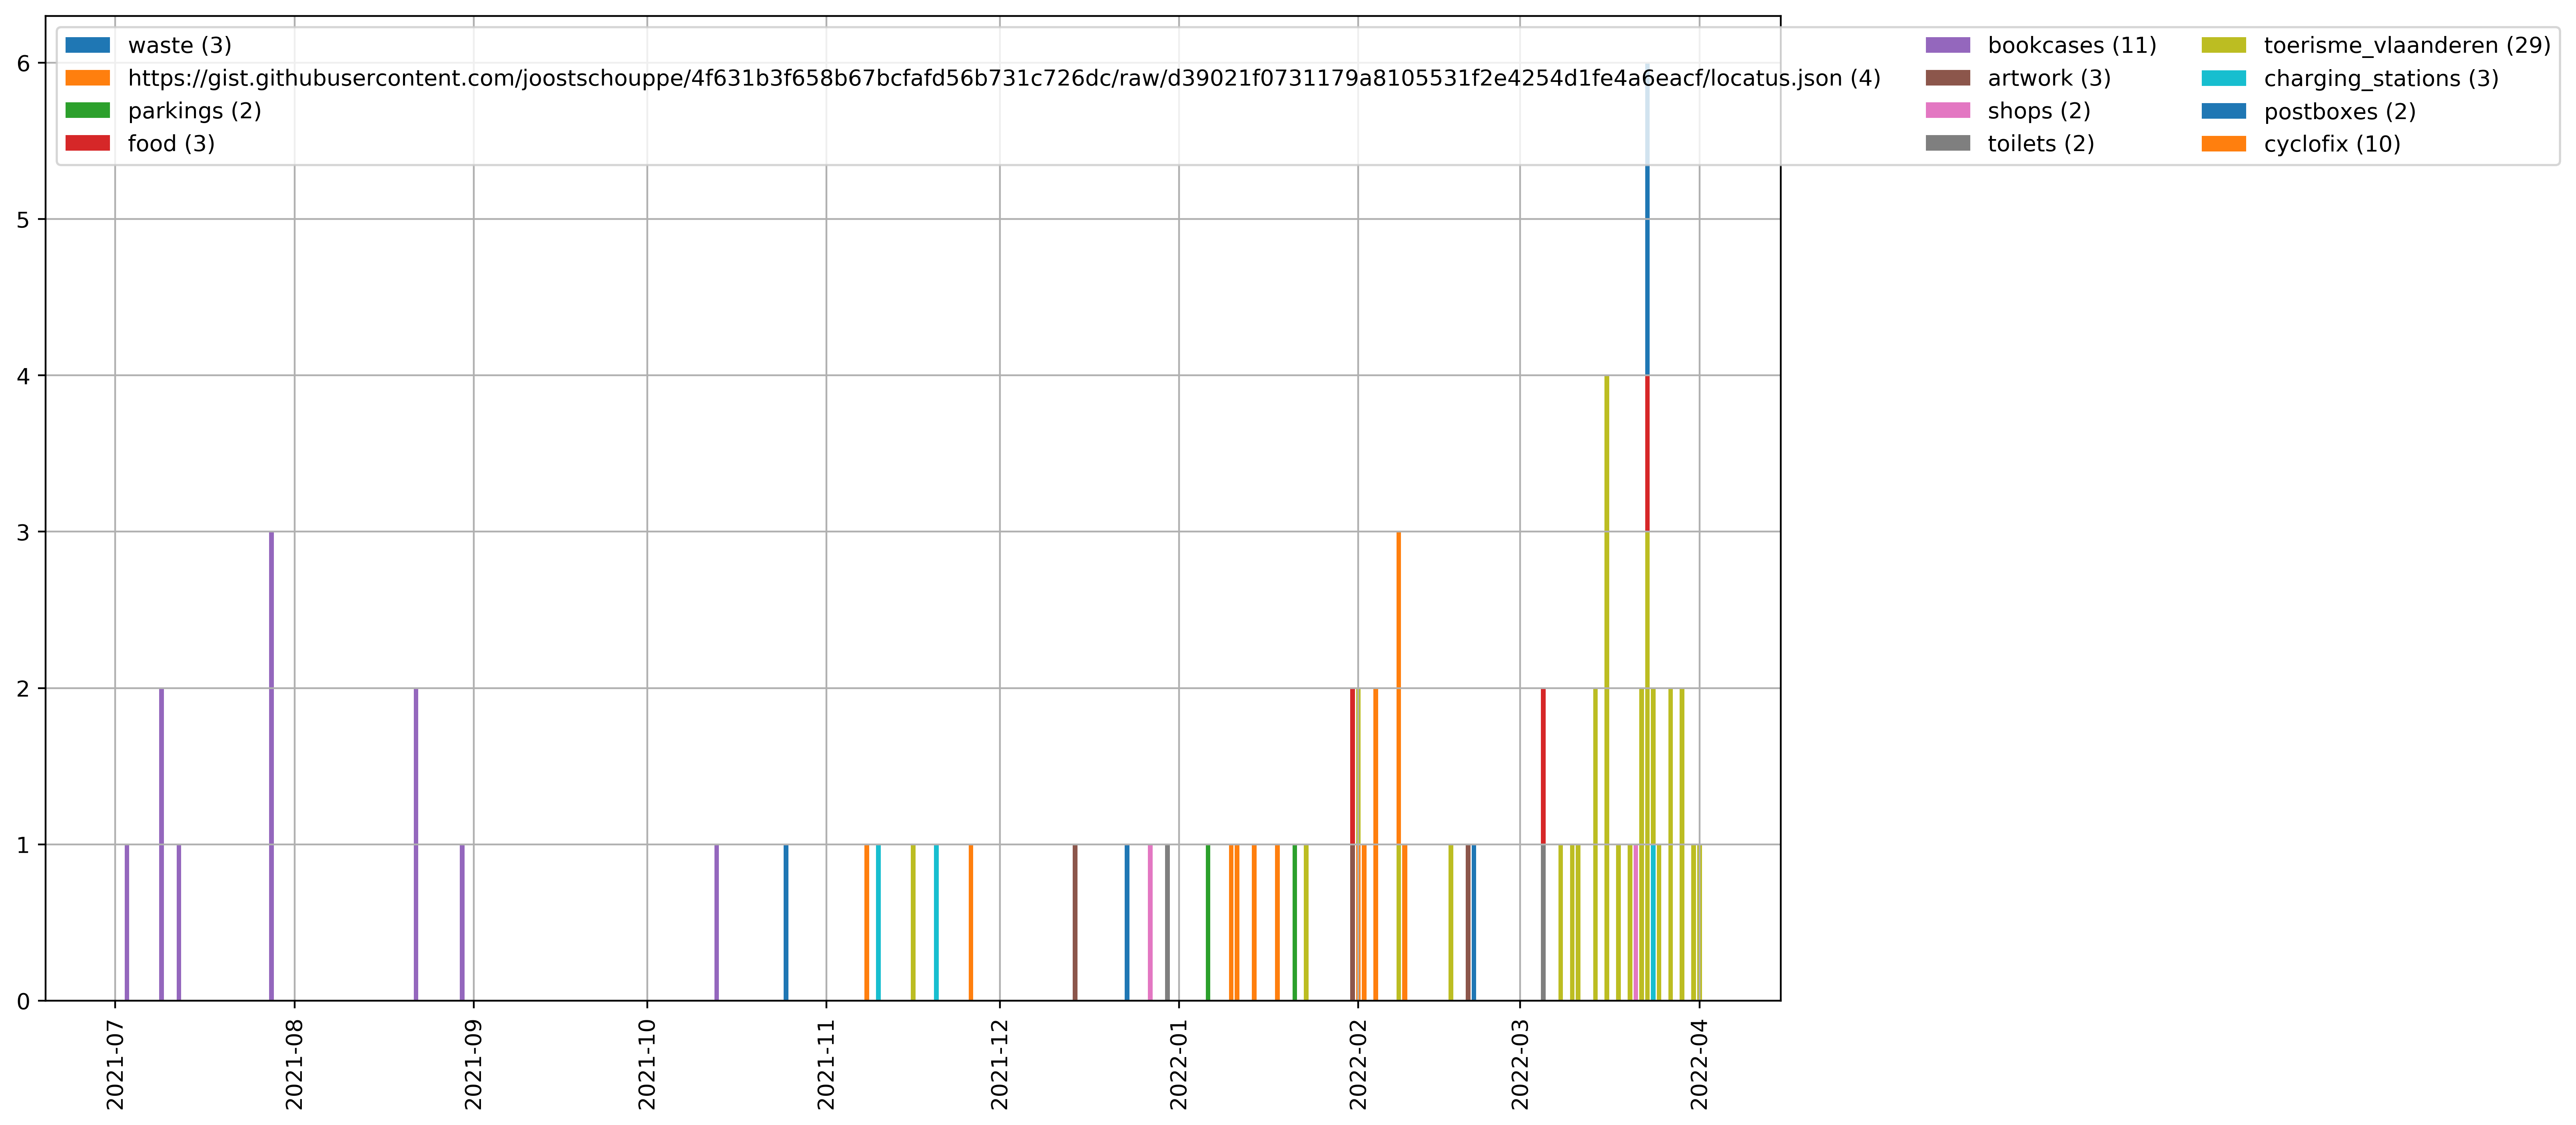 waste (3)
https://gist.githubusercontent.com/joostschouppe/4f631b3f658b67bcfafd56b731c726dc/raw/d39021f0731179a8105531f2e4254d1fe4a6eacf/locatus.json (4)
parkings (2)
food (3)
bookcases (11)
artwork (3)
shops (2)
toilets (2)
toerisme_vlaanderen (29)
charging_stations (3)
postboxes (2)
cyclofix (10)
6
5
4
3
2
1
0
2021-07
2021-08
2021-09
2021-10
2021-11
2021-12
2022-01
2022-02
2022-03
2022-04